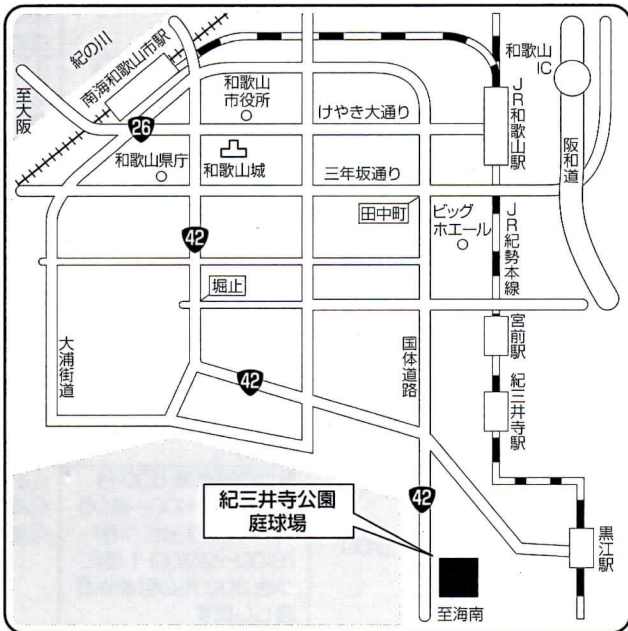 紀の川
南海和歌山市駅
至大阪
26
和歌山
市役所
けやき大通り
和歌山
IC
JR和歌山駅
阪和道
和歌山県庁
和歌山城
三年坂通り
田中町
ビッグ
ホエール
JR紀勢本線
42
堀止
大浦街道
国体道路
宮前駅
42
紀三井寺駅
42
紀三井寺公園
庭球場
黒江駅
至海南